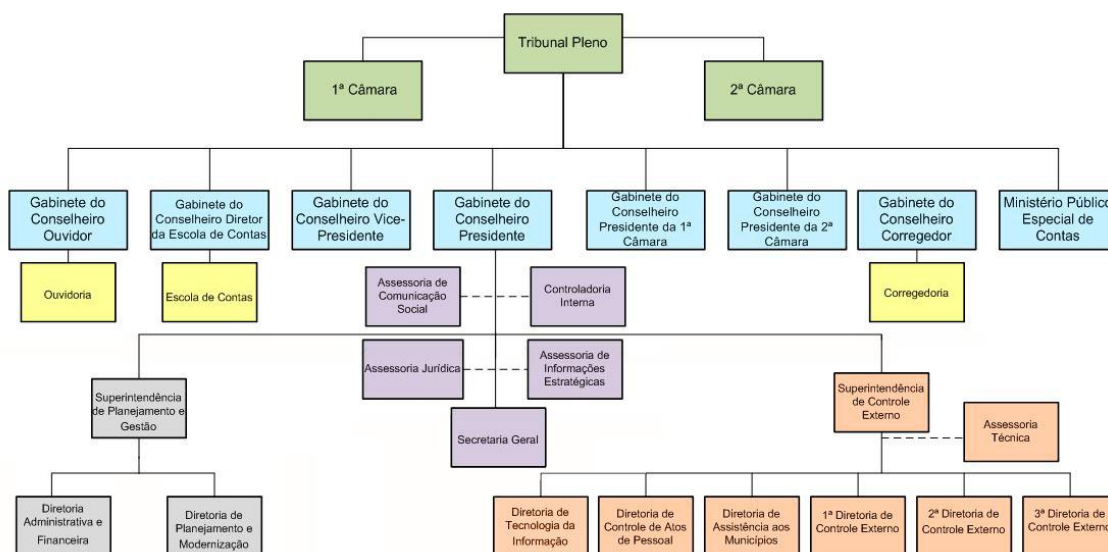 Tribunal Pleno
1ª Câmara
2ª Câmara
Gabinete do
Conselheiro
Ouvidor
Gabinete do
Conselheiro Diretor
da Escola de Contas
Gabinete do
Conselheiro Vice-
Presidente
Gabinete do
Conselheiro
Presidente
Gabinete do
Conselheiro
Presidente da 1ª
Câmara
Gabinete do
Conselheiro
Presidente da 2ª
Câmara
Gabinete do
Conselheiro
Corregedor
Ministério Público
Especial de
Contas
Ouvidoria
Escola de Contas
Assessoria de
Comunicação
Social
Controladoria
Interna
Corregedoria
Assessoria Jurídica
Assessoria de
Informações
Estratégicas
Superintendência
de Planejamento e
Gestão
Secretaria Geral
Superintendência
de Controle
Externo
Assessoria
Técnica
Diretoria
Administrativa e
Financeira
Diretoria de
Planejamento e
Modernização
Diretoria de
Tecnologia da
Informação
Diretoria de
Controle de Atos
de Pessoal
Diretoria de
Assistência aos
Municípios
1ª Diretoria de
Controle Externo
2ª Diretoria de
Controle Externo
3ª Diretoria de
Controle Externo